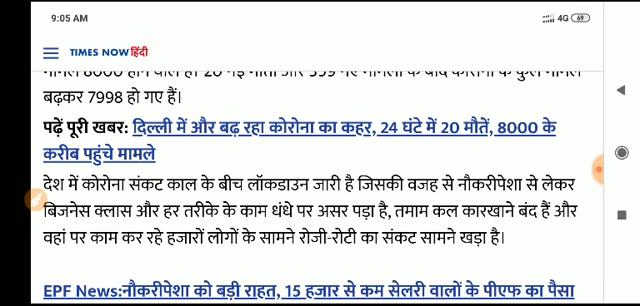 9:05 AM
4G 69
TIMES NOW हिंदी
बढ़कर 7998 हो गए हैं।
पढ़ें पूरी खबर: दिल्ली में और बढ़ रहा कोरोना का कहर, 24 घंटे में 20 मौतें, 8000 के
करीब पहुंचे मामले
देश में कोरोना संकट काल के बीच लॉकडाउन जारी है जिसकी वजह से नौकरीपेशा से लेकर
बिजनेस क्लास और हर तरीके के काम धंधे पर असर पड़ा है, तमाम कल कारखाने बंद हैं और
वहां पर काम कर रहे हजारों लोगों के सामने रोजी-रोटी का संकट सामने खड़ा है।
EPF News:नौकरीपेशा को बड़ी राहत, 15 हजार से कम सेलरी वालों के पीएफ का पैसा